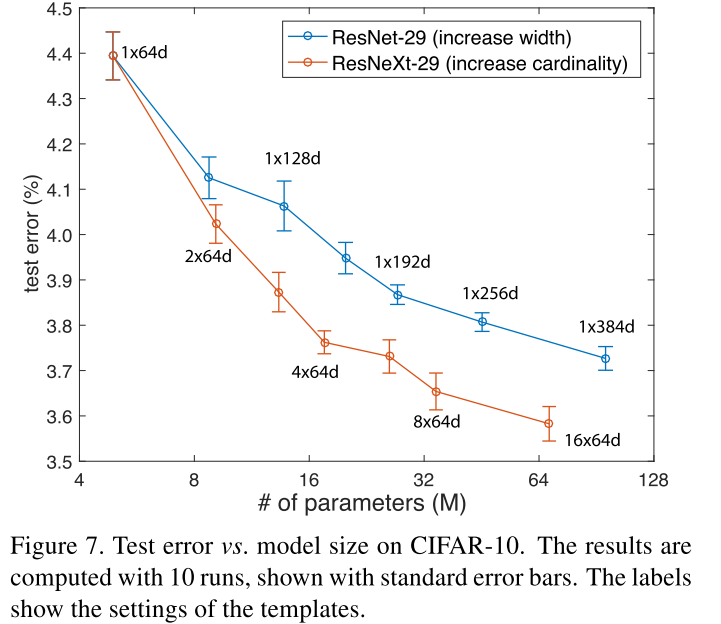 4.5
4.4
4.3
4.2
4.1
4.0
3.9
3.8
3.7
3.6
3.5
test error (%)
ResNet-29 (increase width)
ResNeXt-29 (increase cardinality)
1x64d
1x128d
2x64d
1x192d
1x256d
4x64d
1x384d
8x64d
16x64d
4 8 16 32 64 128
# of parameters (M)
Figure 7. Test error vs. model size on CIFAR-10. The results are
computed with 10 runs, shown with standard error bars. The labels
show the settings of the templates.